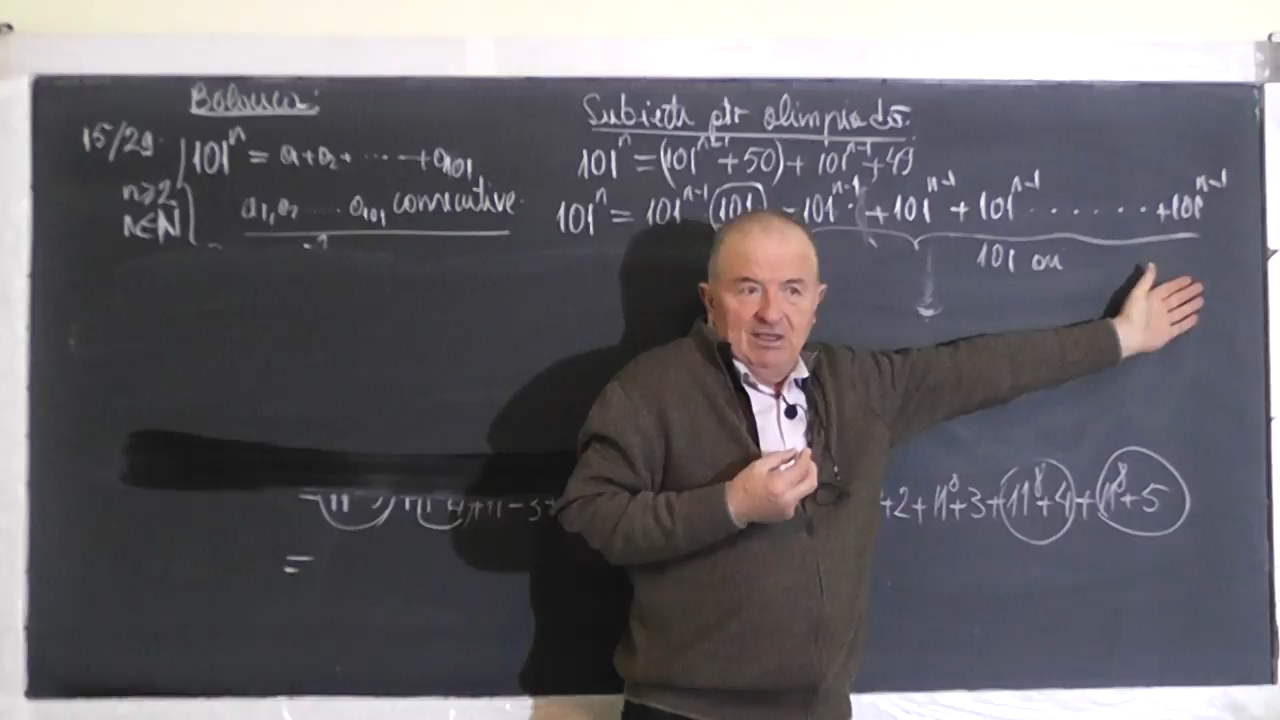 Subiecte ptr olimpiadă.
15/29. 101ⁿ = a₁+a₂+ ⋯ +a₁₀₁
101ⁿ = (101ⁿ⁻¹+50)+ 101ⁿ⁻¹+49
n≥2 a₁,a₂ ... a₁₀₁ consecutive.
n∈N
101ⁿ = 101ⁿ⁻¹(101) = 101ⁿ⁻¹ +101ⁿ⁻¹ + 101ⁿ⁻¹ ........ +101ⁿ⁻¹
101 ori
+2+11⁸+3+(11⁸+4)+(11⁸+5)
=